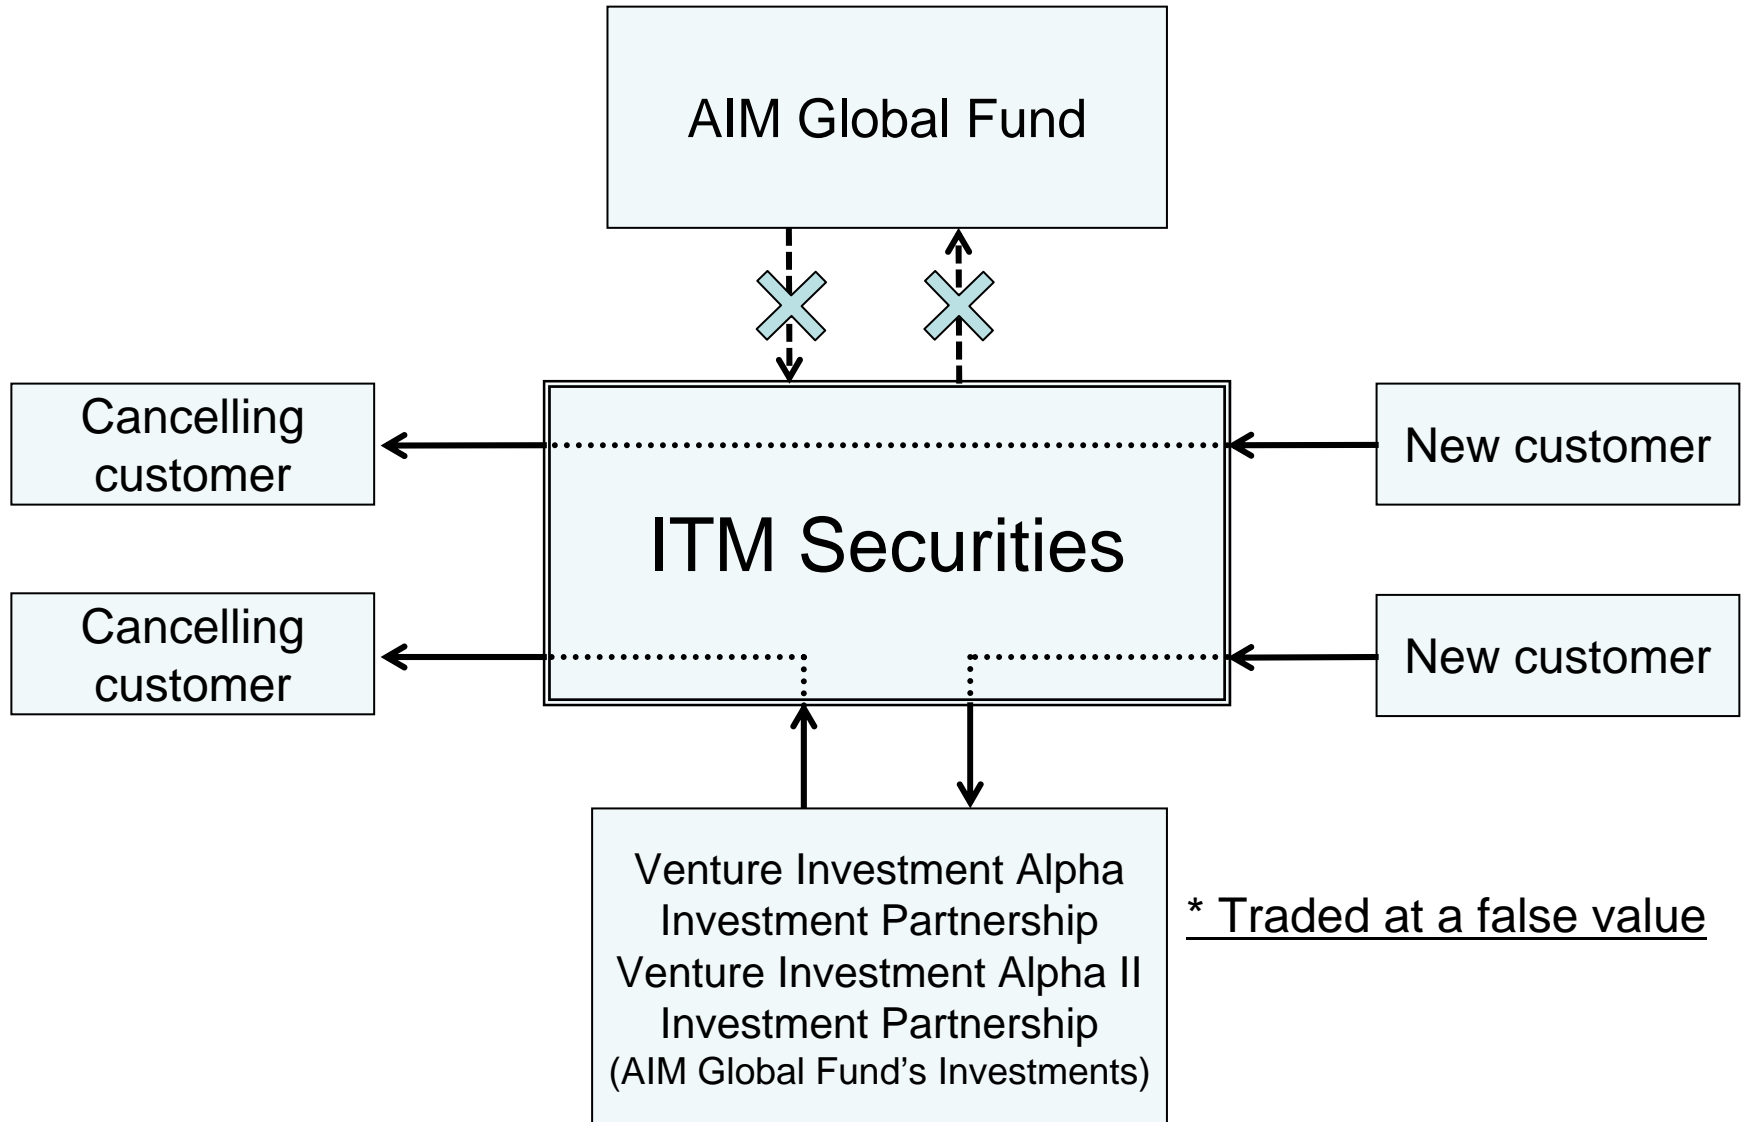 AIM Global Fund
Cancelling
customer
New customer
ITM Securities
Cancelling
customer
New customer
Venture Investment Alpha
Investment Partnership
Venture Investment Alpha II
Investment Partnership
(AIM Global Fund’s Investments)
* Traded at a false value